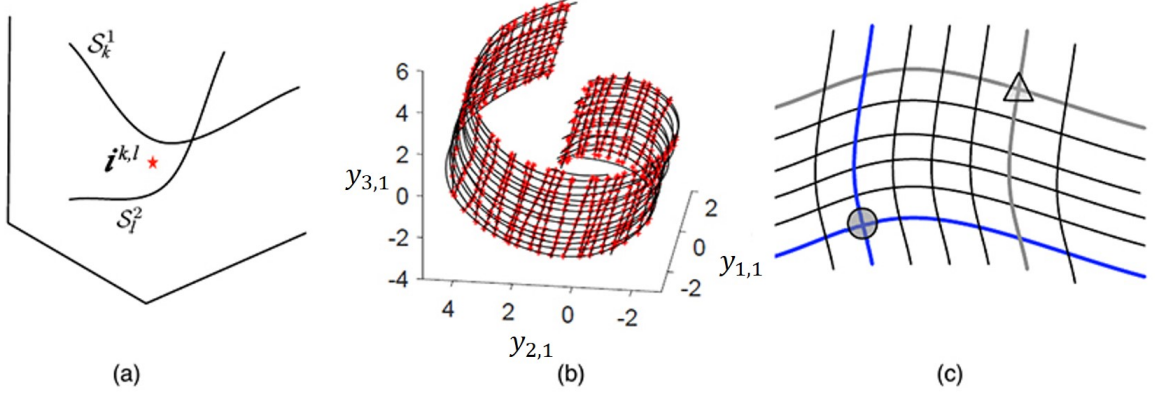 S_k^1
i^{k,l}
S_l^2
(a)
6
4
2
0
-2
-4
y_{3,1}
4
2
0
-2
y_{2,1}
2
0
-2
y_{1,1}
(b)
(c)